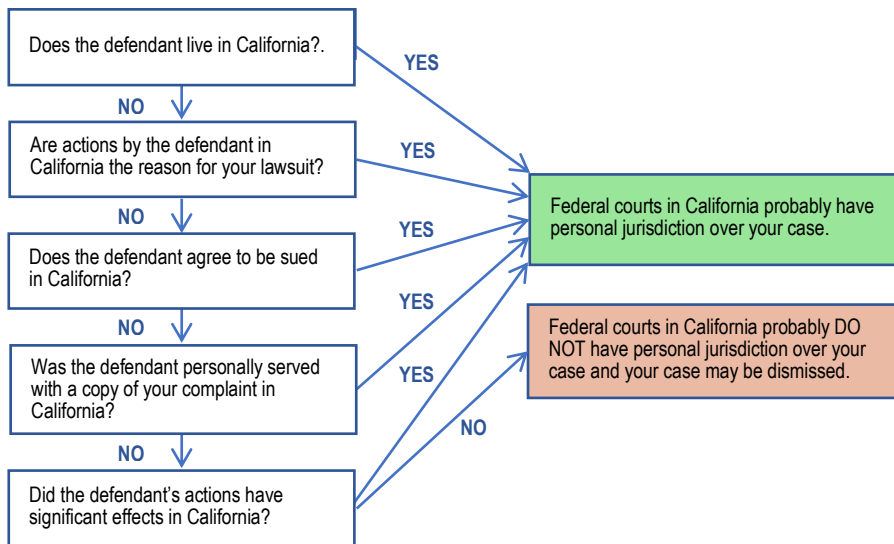 Does the defendant live in California?.
YES
NO
Are actions by the defendant in
California the reason for your lawsuit?
YES
NO
Does the defendant agree to be sued
in California?
YES
NO
Was the defendant personally served
with a copy of your complaint in
California?
YES
NO
Did the defendant's actions have
significant effects in California?
YES
NO
Federal courts in California probably have
personal jurisdiction over your case.
Federal courts in California probably DO
NOT have personal jurisdiction over your
case and your case may be dismissed.